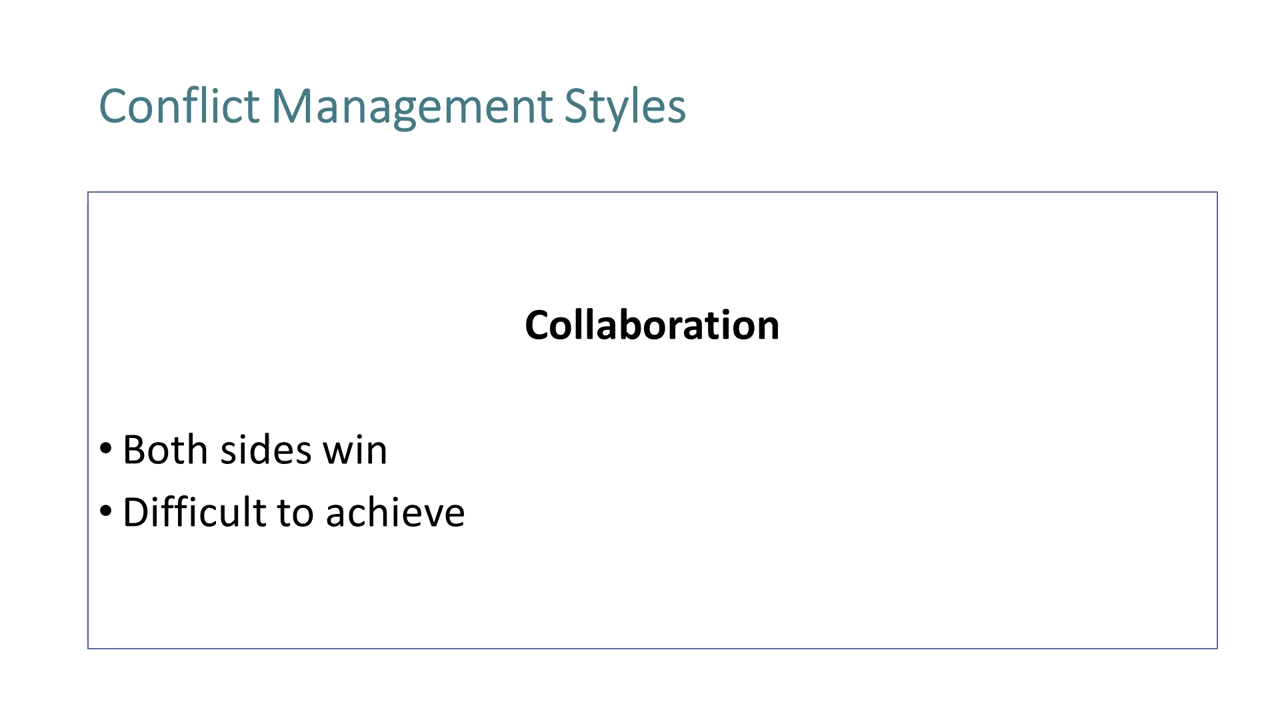 Conflict Management Styles
Collaboration
• Both sides win
• Difficult to achieve